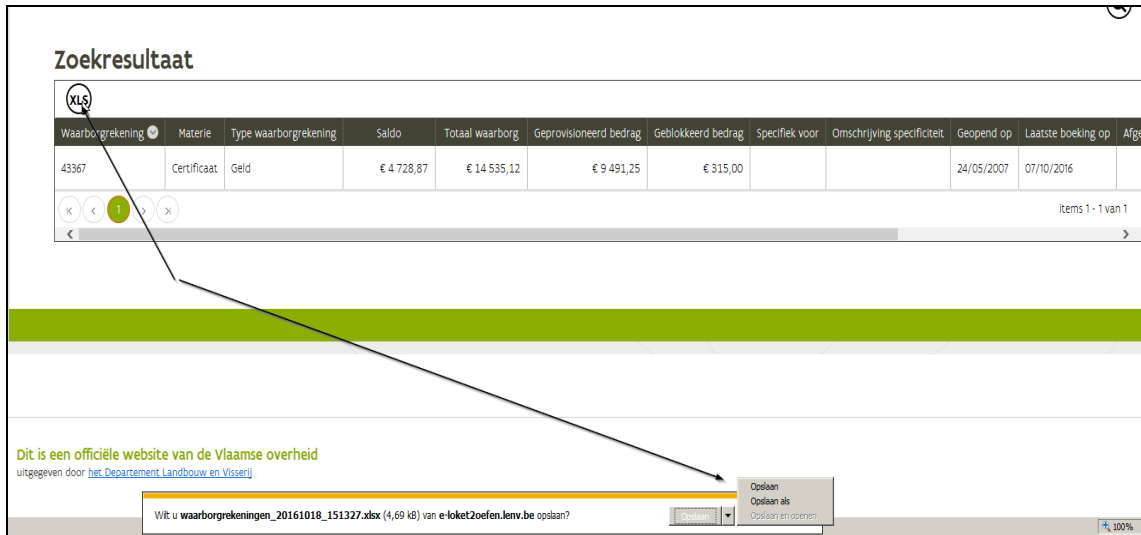 Zoekresultaat
XLS
Waarborgrekening Materie Type waarborgrekening Saldo Totaal waarborg Geprovisioneerd bedrag Geblokkeerd bedrag Specifiek voor Omschrijving specificiteit Geopend op Laatste boeking op Afge
43367 Certificaat Geld € 4 728,87 € 14 535,12 € 9 491,25 € 315,00 24/05/2007 07/10/2016
1 items 1 - 1 van 1
Dit is een officiële website van de Vlaamse overheid
uitgegeven door het Departement Landbouw en Visserij
Opslaan
Opslaan als
Opslaan en openen
Wilt u waarborgrekeningen_20161018_151327.xlsx (4,69 kB) van e-loket2oefen.lenv.be opslaan? Opslaan
100%